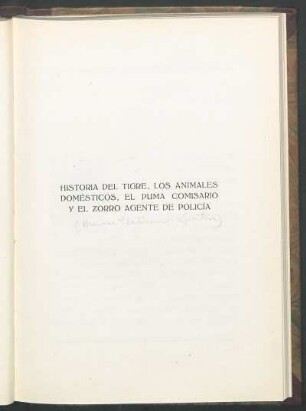 HISTORIA DEL TIGRE, LOS ANIMALES
DOMÉSTICOS, EL PUMA COMISARIO
Y EL ZORRO AGENTE DE POLICÍA